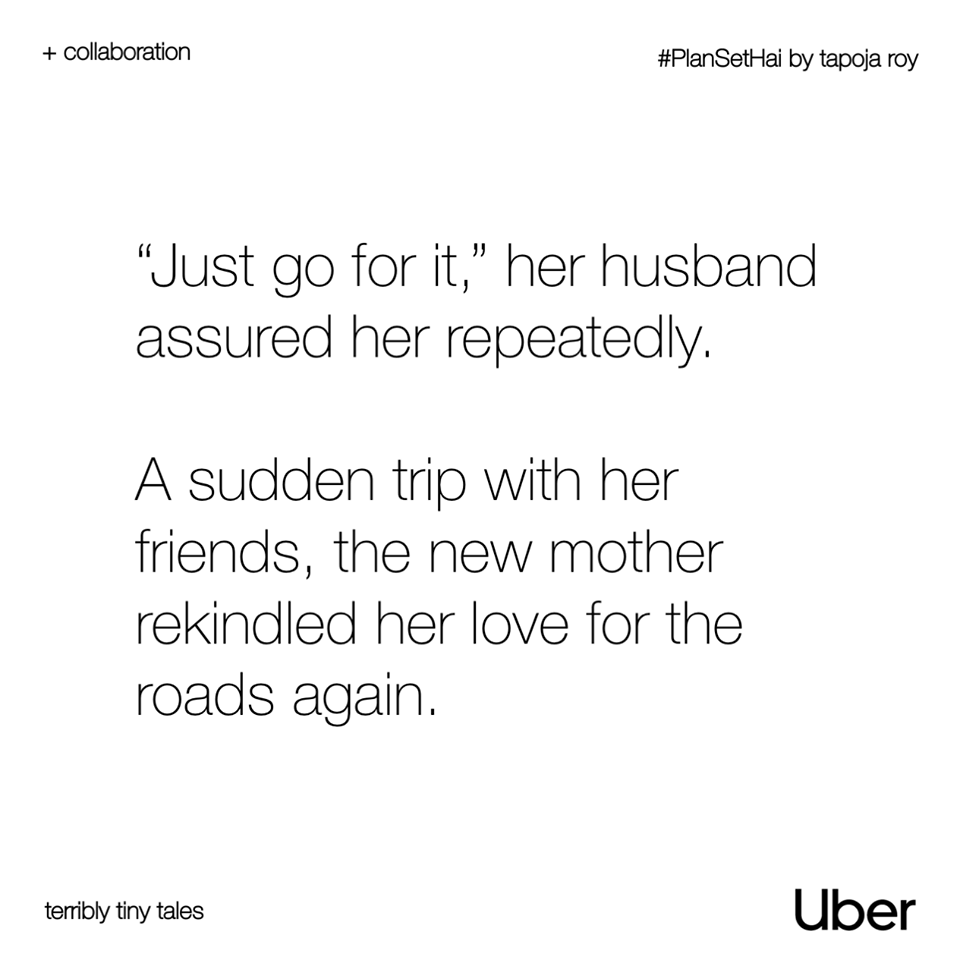 + collaboration
#PlanSetHai by tapoja roy
“Just go for it,” her husband
assured her repeatedly.
A sudden trip with her
friends, the new mother
rekindled her love for the
roads again.
terribly tiny tales
Uber